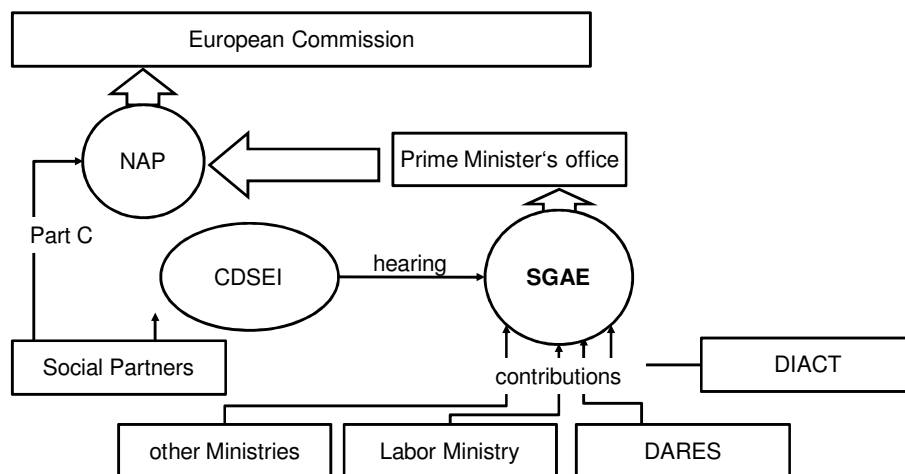 European Commission
NAP
Prime Minister‘s office
Part C
CDSEI
hearing
SGAE
Social Partners
contributions
DIACT
other Ministries
Labor Ministry
DARES